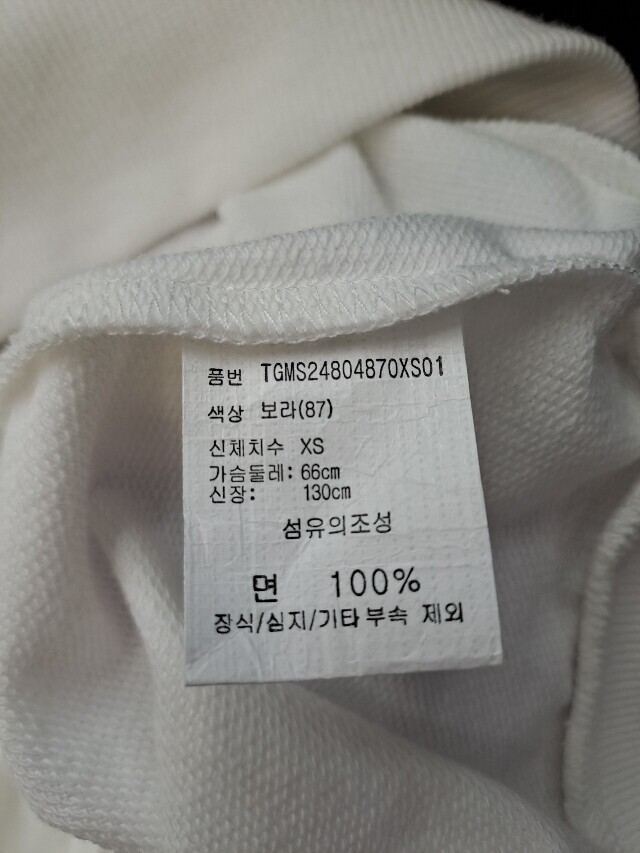 품번 TGMS24804870XS01
색상 보라(87)
신체치수 XS
가슴둘레: 66cm
신장: 130cm
섬유의조성
면 100%
장식/심지/기타부속 제외